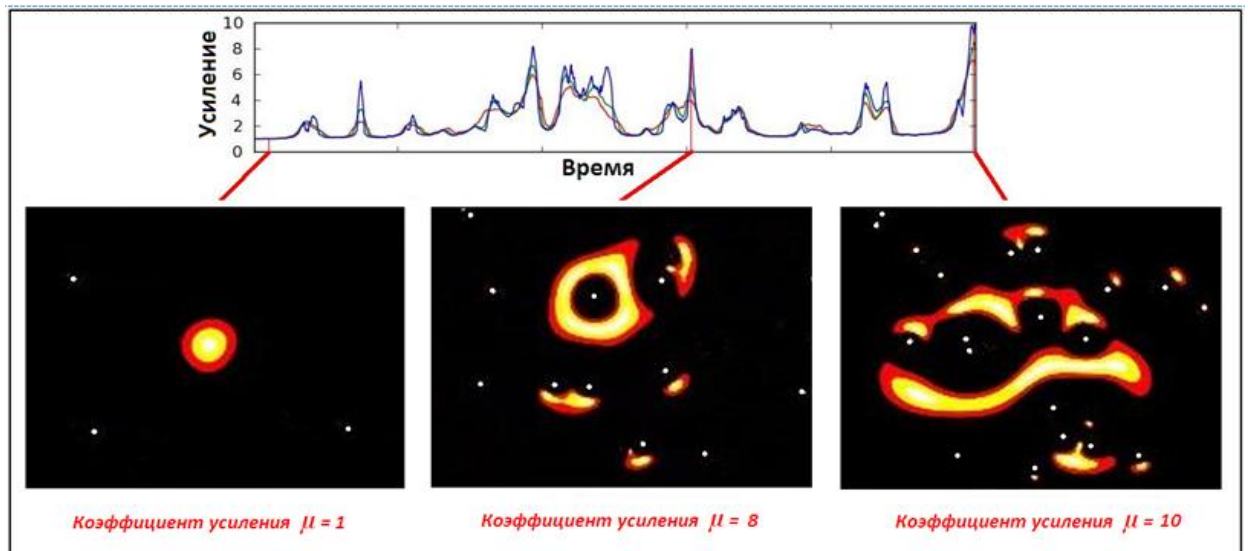 Усиление
10
8
6
4
2
0
Время
Коэффициент усиления μ = 1
Коэффициент усиления μ = 8
Коэффициент усиления μ = 10